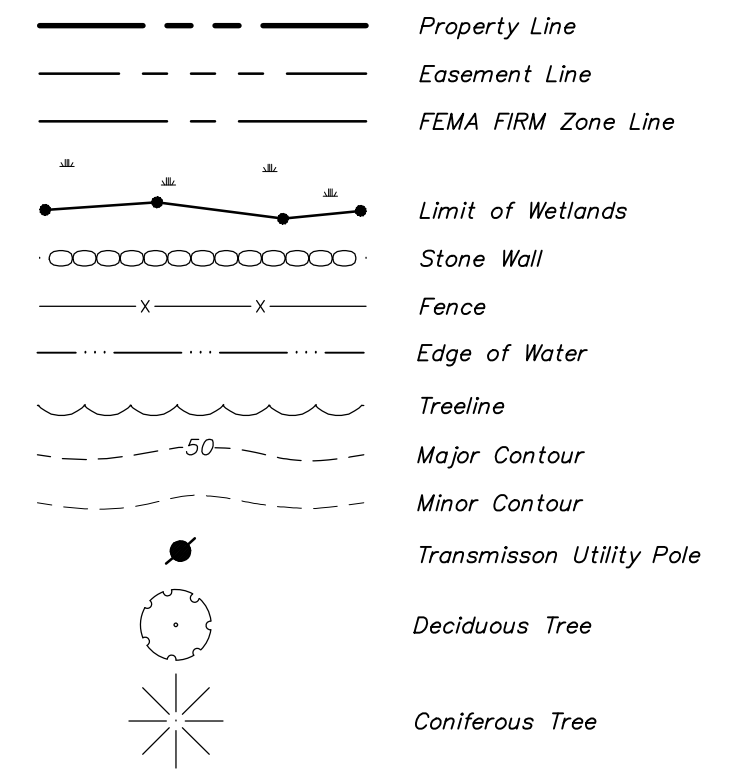 Property Line
Easement Line
FEMA FIRM Zone Line
Limit of Wetlands
Stone Wall
X X Fence
Edge of Water
Treeline
50 Major Contour
Minor Contour
Transmisson Utility Pole
Deciduous Tree
Coniferous Tree